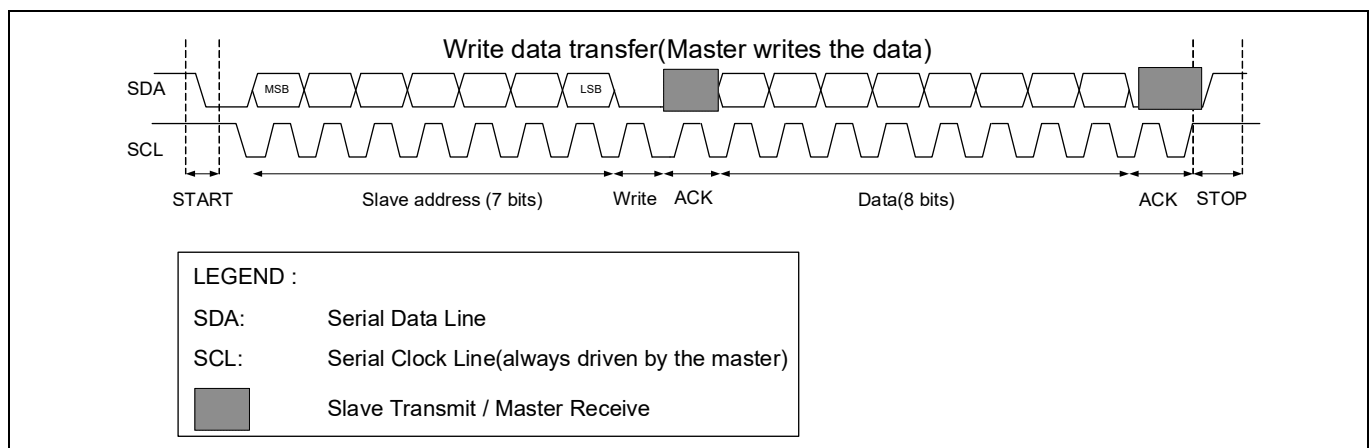 Write data transfer(Master writes the data)
SDA MSB LSB
SCL
START Slave address (7 bits) Write ACK Data(8 bits) ACK STOP
LEGEND :
SDA: Serial Data Line
SCL: Serial Clock Line(always driven by the master)
Slave Transmit / Master Receive